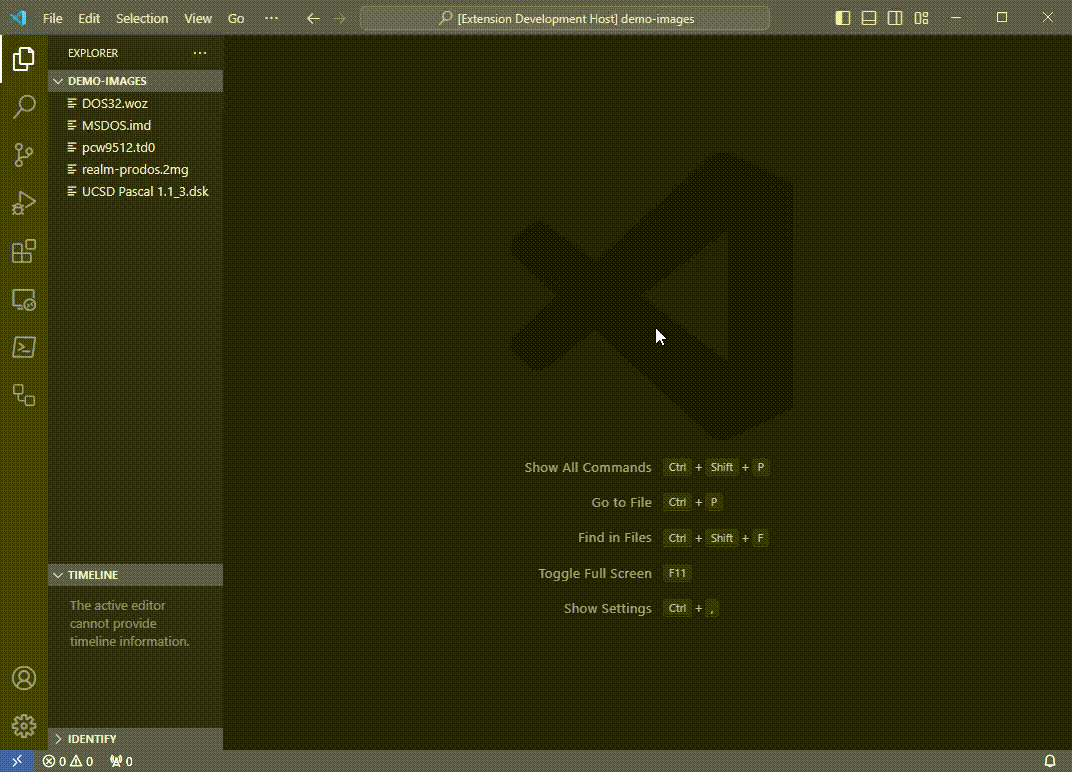 File Edit Selection View Go ··· [Extension Development Host] demo-images
EXPLORER ···
DEMO-IMAGES
DOS32.woz
MSDOS.imd
pcw9512.td0
realm-prodos.2mg
UCSD Pascal 1.1_3.dsk
Show All Commands Ctrl + Shift + P
Go to File Ctrl + P
Find in Files Ctrl + Shift + F
Toggle Full Screen F11
Show Settings Ctrl + ,
TIMELINE
The active editor
cannot provide
timeline information.
IDENTIFY
0 0 0